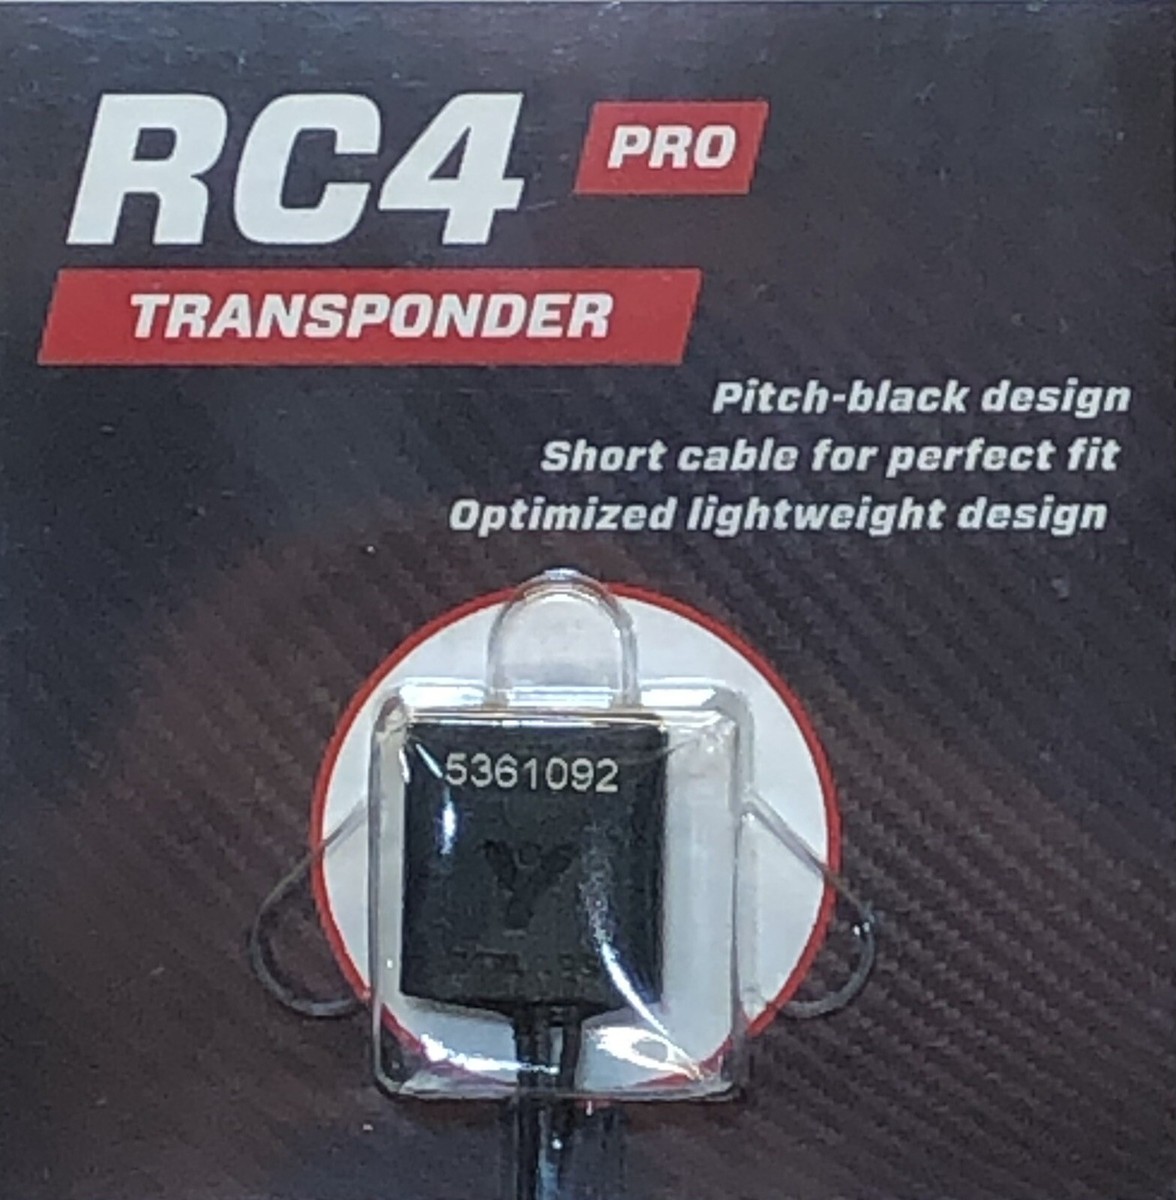 RC4 PRO
TRANSPONDER
Pitch-black design
Short cable for perfect fit
Optimized lightweight design
5361092